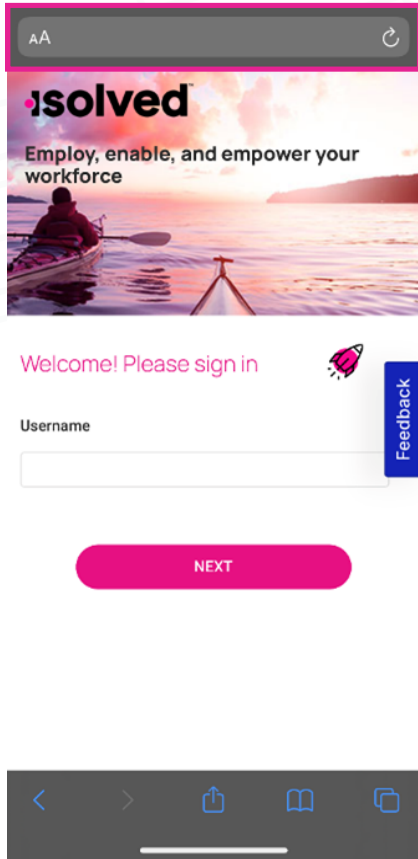 AA
isolved
Employ, enable, and empower your
workforce
Welcome! Please sign in
Feedback
Username
NEXT